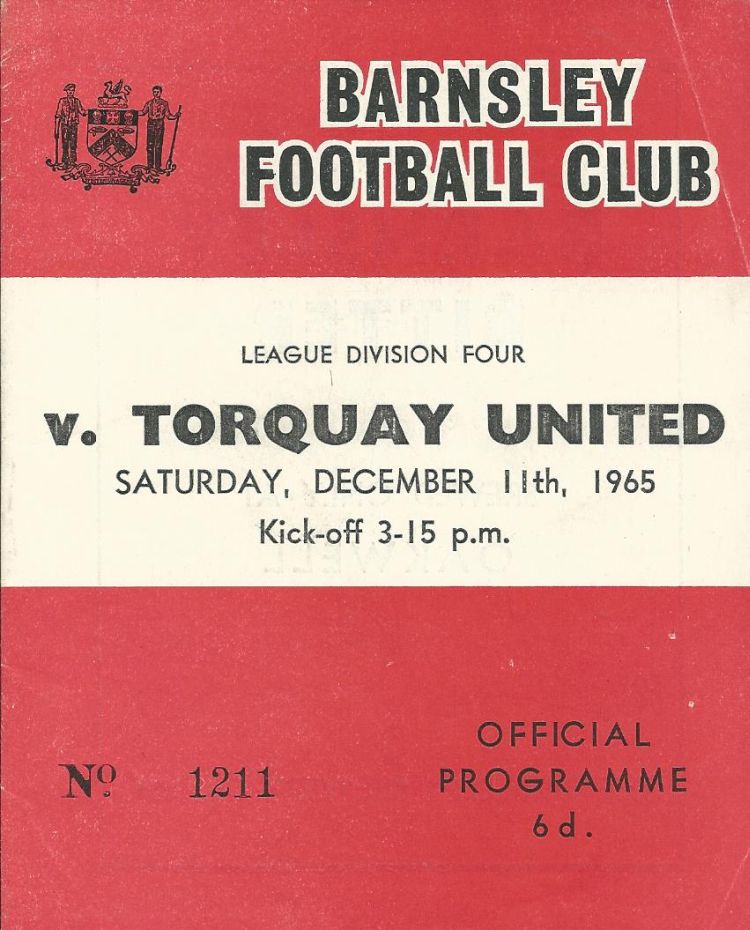 BARNSLEY
FOOTBALL CLUB
LEAGUE DIVISION FOUR
v. TORQUAY UNITED
SATURDAY, DECEMBER 11th, 1965
Kick-off 3-15 p.m.
OFFICIAL
Nº 1211 PROGRAMME
6d.